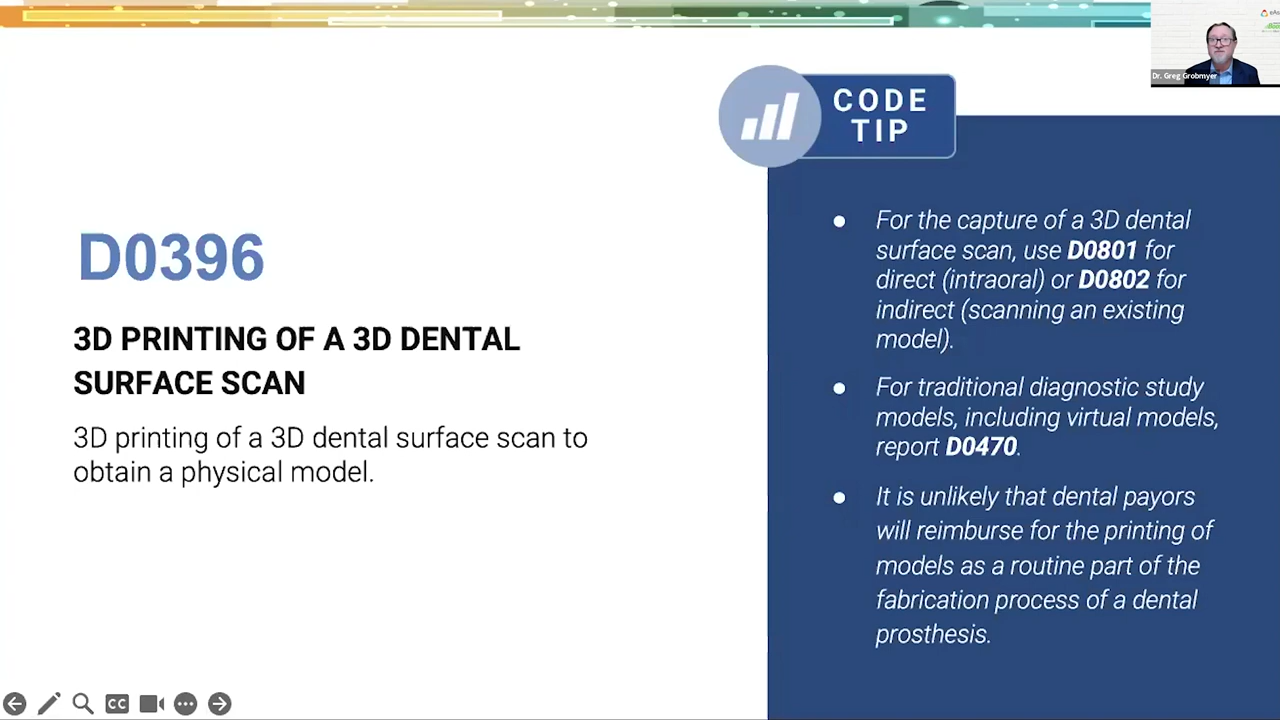 Dr. Greg Grobmyer
CODE
TIP
D0396
3D PRINTING OF A 3D DENTAL
SURFACE SCAN
3D printing of a 3D dental surface scan to
obtain a physical model.
● For the capture of a 3D dental
surface scan, use D0801 for
direct (intraoral) or D0802 for
indirect (scanning an existing
model).
● For traditional diagnostic study
models, including virtual models,
report D0470.
● It is unlikely that dental payors
will reimburse for the printing of
models as a routine part of the
fabrication process of a dental
prosthesis.
CC